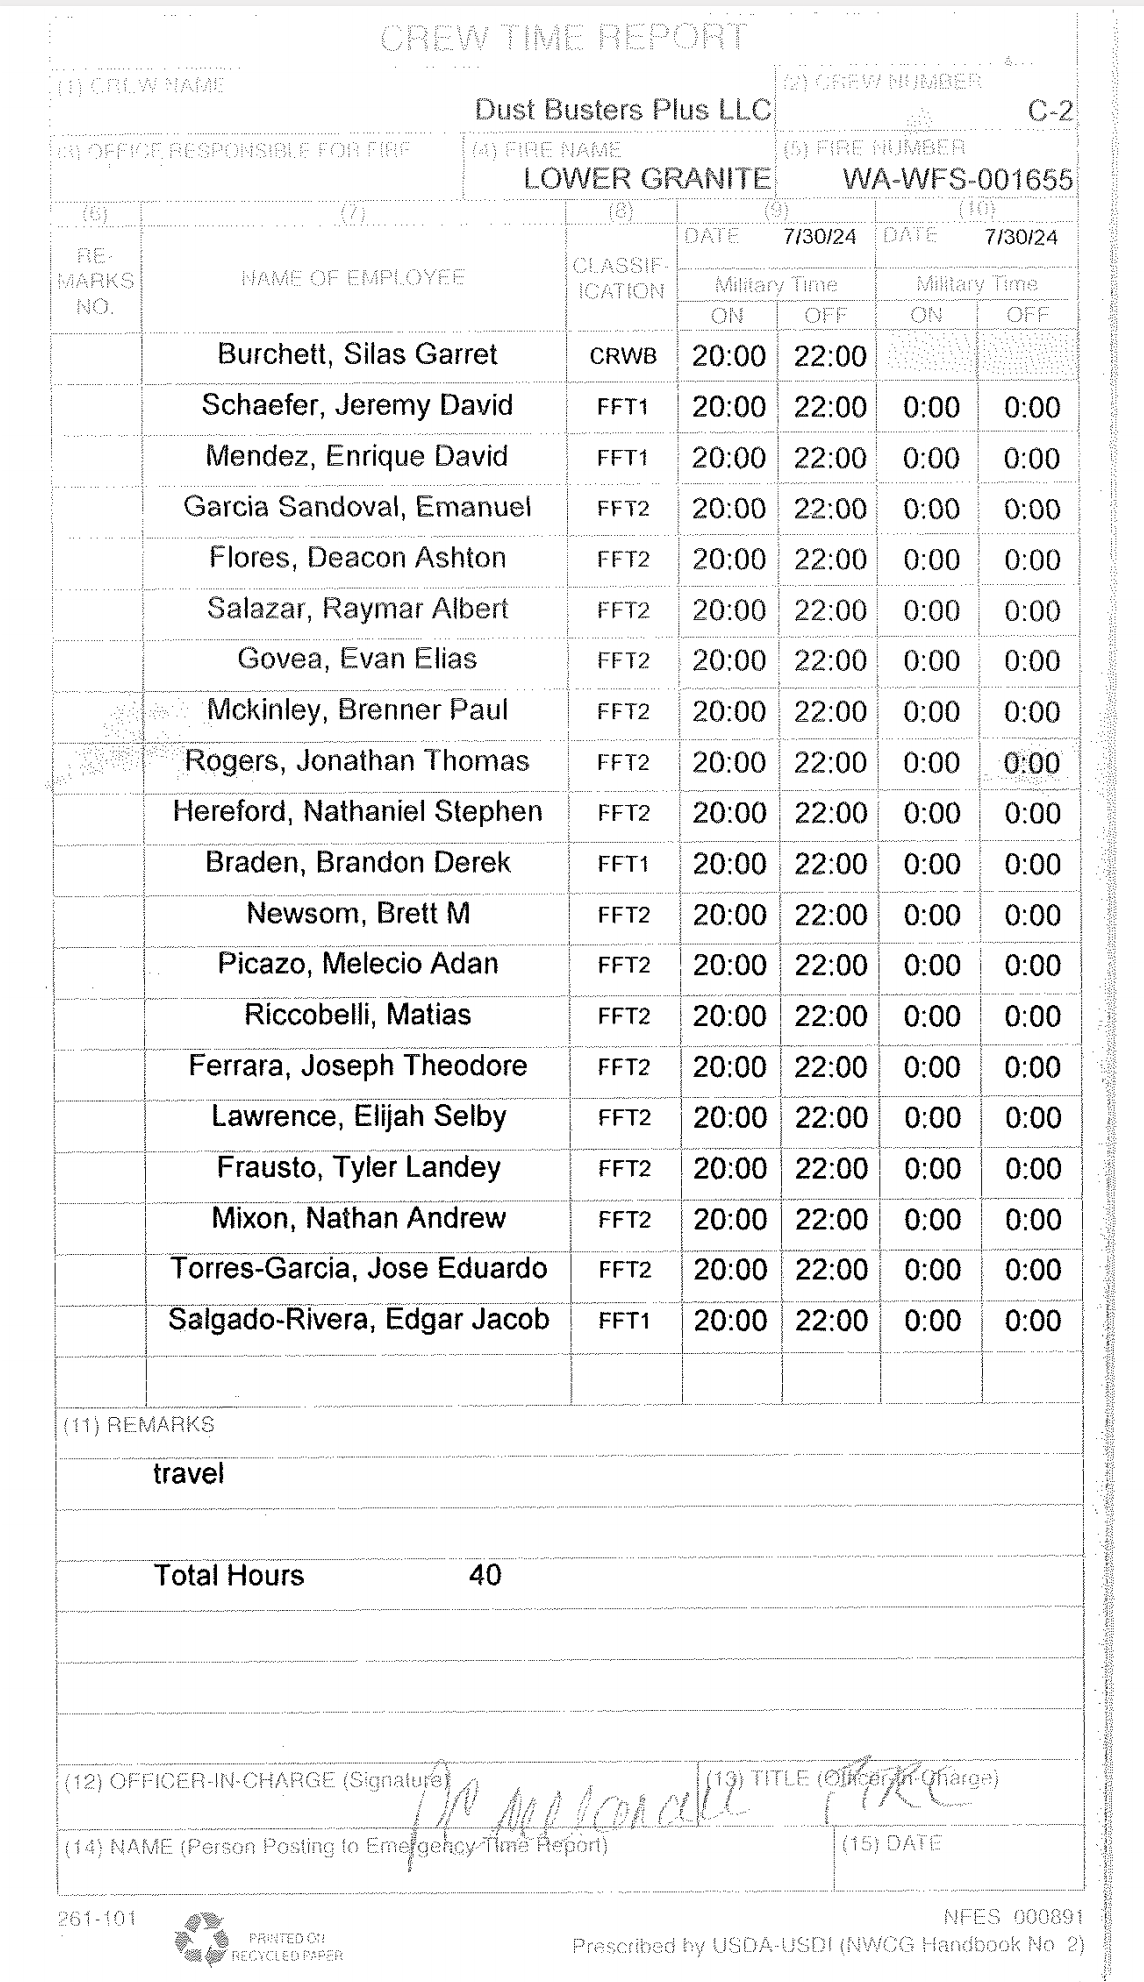 CREW TIME REPORT
(1) CREW NAME
(2) CREW NUMBER
Dust Busters Plus LLC
C-2
(3) OFFICE RESPONSIBLE FOR FIRE
(4) FIRE NAME
(5) FIRE NUMBER
LOWER GRANITE
WA-WFS-001655
(6) (7) (8) (9) (10)
DATE 7/30/24 DATE 7/30/24
RE-
MARKS
NO.
NAME OF EMPLOYEE
CLASSIF-
ICATION
Military Time Military Time
ON OFF ON OFF
Burchett, Silas Garret CRWB 20:00 22:00
Schaefer, Jeremy David FFT1 20:00 22:00 0:00 0:00
Mendez, Enrique David FFT1 20:00 22:00 0:00 0:00
Garcia Sandoval, Emanuel FFT2 20:00 22:00 0:00 0:00
Flores, Deacon Ashton FFT2 20:00 22:00 0:00 0:00
Salazar, Raymar Albert FFT2 20:00 22:00 0:00 0:00
Govea, Evan Elias FFT2 20:00 22:00 0:00 0:00
Mckinley, Brenner Paul FFT2 20:00 22:00 0:00 0:00
Rogers, Jonathan Thomas FFT2 20:00 22:00 0:00 0:00
Hereford, Nathaniel Stephen FFT2 20:00 22:00 0:00 0:00
Braden, Brandon Derek FFT1 20:00 22:00 0:00 0:00
Newsom, Brett M FFT2 20:00 22:00 0:00 0:00
Picazo, Melecio Adan FFT2 20:00 22:00 0:00 0:00
Riccobelli, Matias FFT2 20:00 22:00 0:00 0:00
Ferrara, Joseph Theodore FFT2 20:00 22:00 0:00 0:00
Lawrence, Elijah Selby FFT2 20:00 22:00 0:00 0:00
Frausto, Tyler Landey FFT2 20:00 22:00 0:00 0:00
Mixon, Nathan Andrew FFT2 20:00 22:00 0:00 0:00
Torres-Garcia, Jose Eduardo FFT2 20:00 22:00 0:00 0:00
Salgado-Rivera, Edgar Jacob FFT1 20:00 22:00 0:00 0:00
(11) REMARKS
travel
Total Hours 40
(12) OFFICER-IN-CHARGE (Signature)
(13) TITLE (Officer-in-Charge)
(14) NAME (Person Posting to Emergency Time Report)
(15) DATE
261-101
PRINTED ON
RECYCLED PAPER
NFES 000891
Prescribed by USDA-USDI (NWCG Handbook No 2)